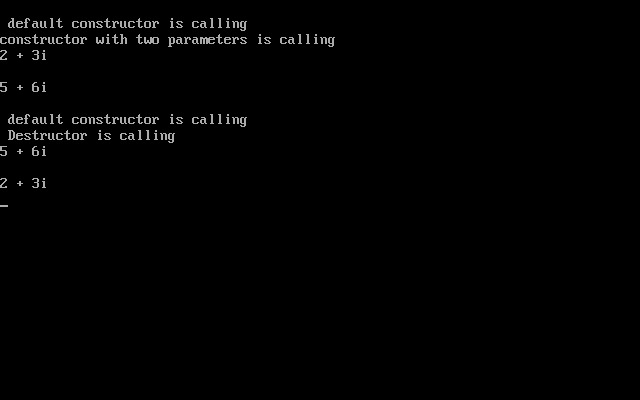 default constructor is calling
constructor with two parameters is calling
2 + 3i
5 + 6i
default constructor is calling
Destructor is calling
5 + 6i
2 + 3i